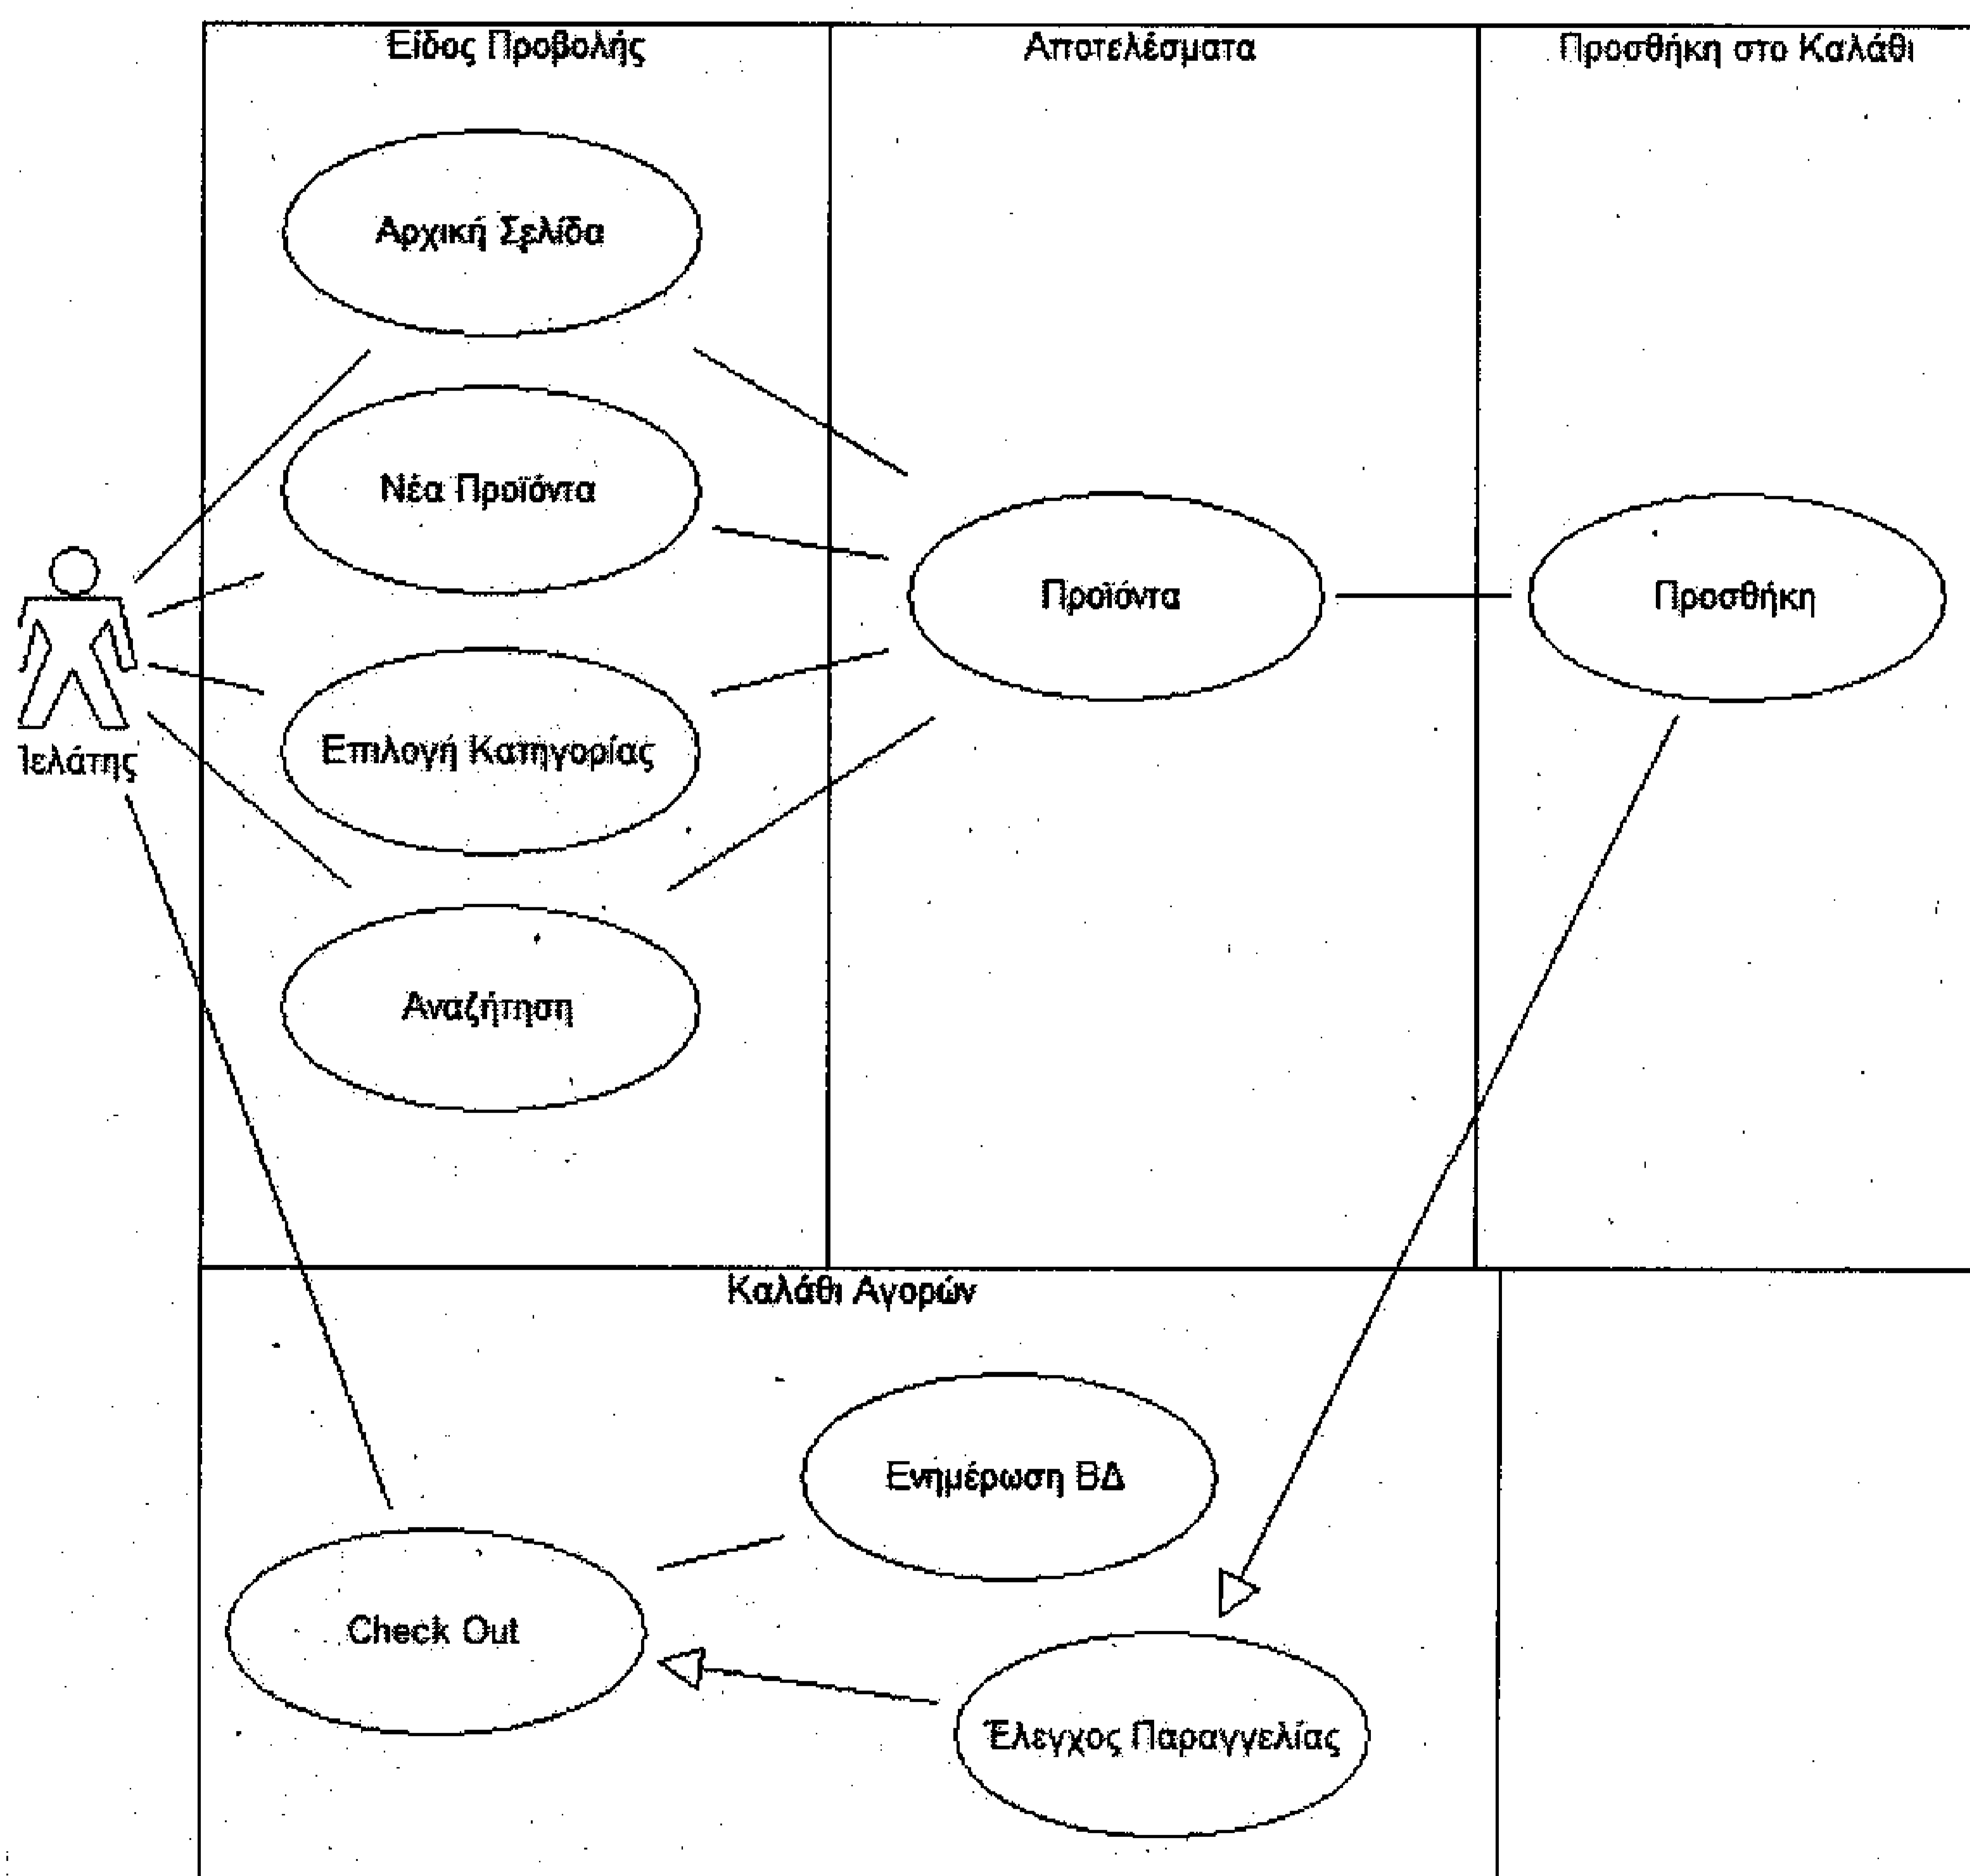 Είδος Προβολής
Αποτελέσματα
Προσθήκη στο Καλάθι
Αρχική Σελίδα
Νέα Προϊόντα
Προϊόντα
Προσθήκη
Επιλογή Κατηγορίας
Αναζήτηση
Καλάθι Αγορών
Ενημέρωση ΒΔ
Check Out
Έλεγχος Παραγγελίας